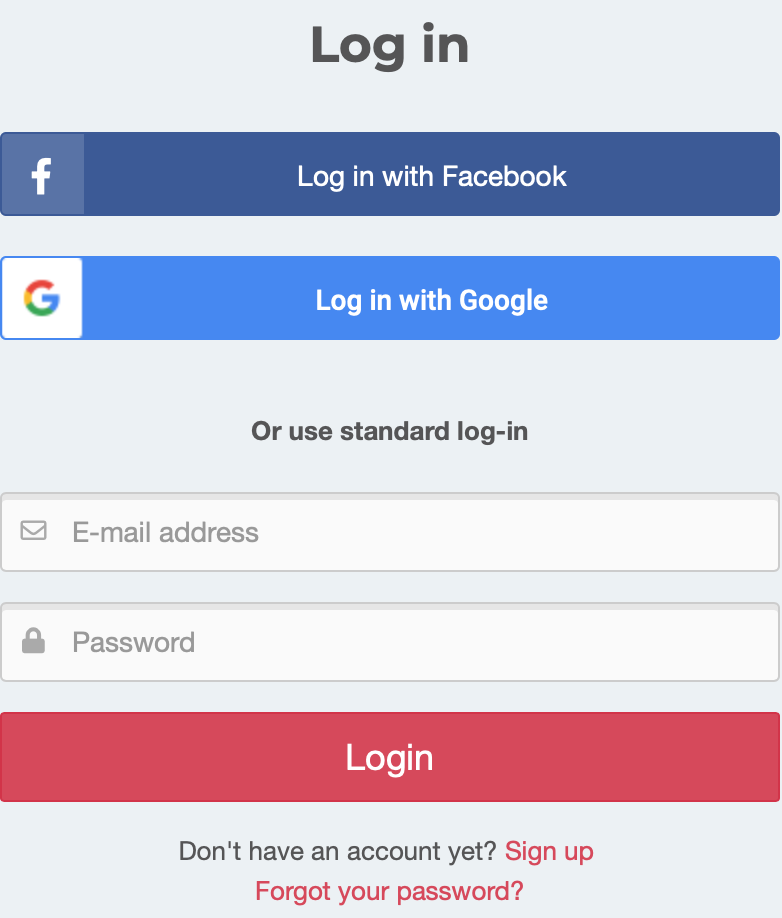 Log in
Log in with Facebook
Log in with Google
Or use standard log-in
E-mail address
Password
Login
Don't have an account yet? Sign up
Forgot your password?